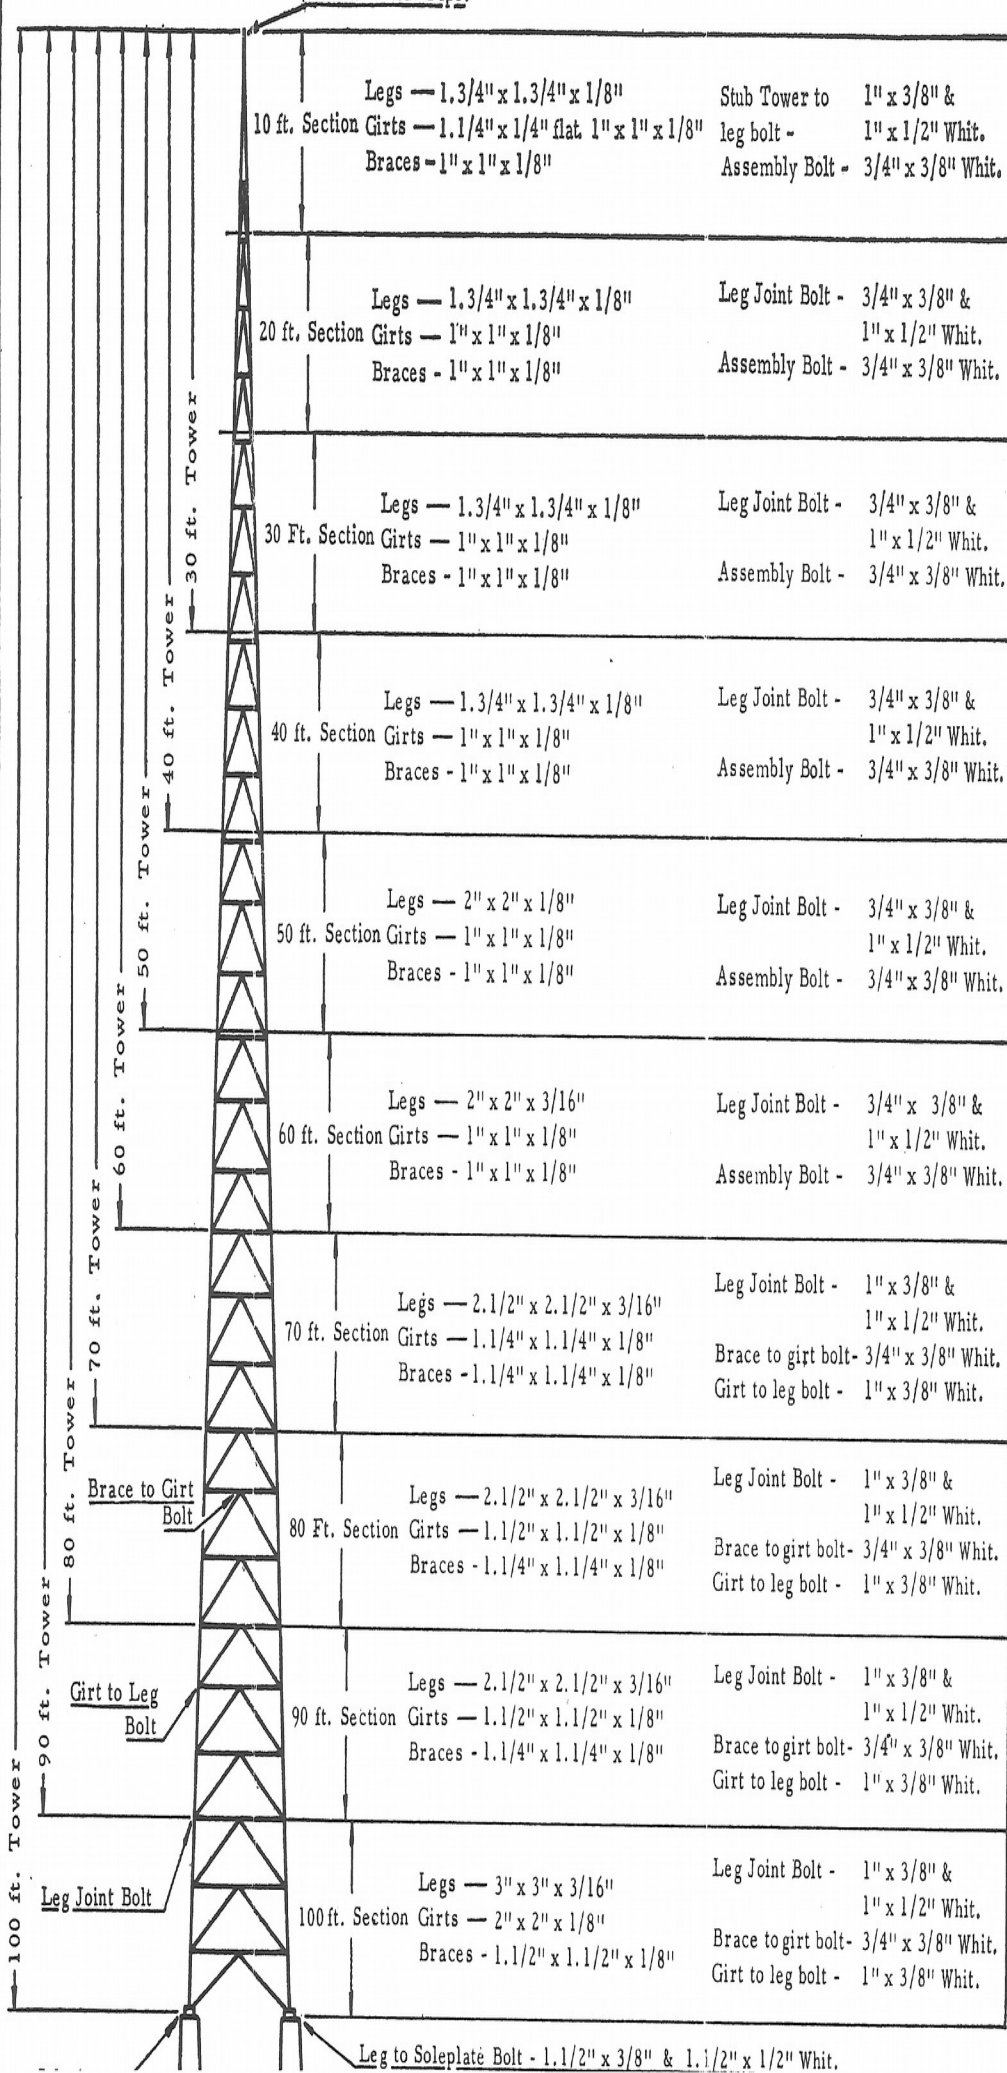 Legs — 1.3/4" x 1.3/4" x 1/8"
10 ft. Section Girts — 1.1/4" x 1/4" flat 1" x 1" x 1/8"
Braces - 1" x 1" x 1/8"
Stub Tower to 1" x 3/8" &
leg bolt - 1" x 1/2" Whit.
Assembly Bolt - 3/4" x 3/8" Whit.
Legs — 1.3/4" x 1.3/4" x 1/8"
20 ft. Section Girts — 1" x 1" x 1/8"
Braces - 1" x 1" x 1/8"
Leg Joint Bolt - 3/4" x 3/8" &
1" x 1/2" Whit.
Assembly Bolt - 3/4" x 3/8" Whit.
Legs — 1.3/4" x 1.3/4" x 1/8"
30 Ft. Section Girts — 1" x 1" x 1/8"
Braces - 1" x 1" x 1/8"
Leg Joint Bolt - 3/4" x 3/8" &
1" x 1/2" Whit.
Assembly Bolt - 3/4" x 3/8" Whit.
Legs — 1.3/4" x 1.3/4" x 1/8"
40 ft. Section Girts — 1" x 1" x 1/8"
Braces - 1" x 1" x 1/8"
Leg Joint Bolt - 3/4" x 3/8" &
1" x 1/2" Whit.
Assembly Bolt - 3/4" x 3/8" Whit.
Legs — 2" x 2" x 1/8"
50 ft. Section Girts — 1" x 1" x 1/8"
Braces - 1" x 1" x 1/8"
Leg Joint Bolt - 3/4" x 3/8" &
1" x 1/2" Whit.
Assembly Bolt - 3/4" x 3/8" Whit.
Legs — 2" x 2" x 3/16"
60 ft. Section Girts — 1" x 1" x 1/8"
Braces - 1" x 1" x 1/8"
Leg Joint Bolt - 3/4" x 3/8" &
1" x 1/2" Whit.
Assembly Bolt - 3/4" x 3/8" Whit.
Legs — 2.1/2" x 2.1/2" x 3/16"
70 ft. Section Girts — 1.1/4" x 1.1/4" x 1/8"
Braces - 1.1/4" x 1.1/4" x 1/8"
Leg Joint Bolt - 1" x 3/8" &
1" x 1/2" Whit.
Brace to girt bolt - 3/4" x 3/8" Whit.
Girt to leg bolt - 1" x 3/8" Whit.
Legs — 2.1/2" x 2.1/2" x 3/16"
80 Ft. Section Girts — 1.1/2" x 1.1/2" x 1/8"
Braces - 1.1/4" x 1.1/4" x 1/8"
Leg Joint Bolt - 1" x 3/8" &
1" x 1/2" Whit.
Brace to girt bolt - 3/4" x 3/8" Whit.
Girt to leg bolt - 1" x 3/8" Whit.
Legs — 2.1/2" x 2.1/2" x 3/16"
90 ft. Section Girts — 1.1/2" x 1.1/2" x 1/8"
Braces - 1.1/4" x 1.1/4" x 1/8"
Leg Joint Bolt - 1" x 3/8" &
1" x 1/2" Whit.
Brace to girt bolt - 3/4" x 3/8" Whit.
Girt to leg bolt - 1" x 3/8" Whit.
Legs — 3" x 3" x 3/16"
100 ft. Section Girts — 2" x 2" x 1/8"
Braces - 1.1/2" x 1.1/2" x 1/8"
Leg Joint Bolt - 1" x 3/8" &
1" x 1/2" Whit.
Brace to girt bolt - 3/4" x 3/8" Whit.
Girt to leg bolt - 1" x 3/8" Whit.
30 ft. Tower
40 ft. Tower
50 ft. Tower
60 ft. Tower
70 ft. Tower
80 ft. Tower
90 ft. Tower
100 ft. Tower
Brace to Girt
Bolt
Girt to Leg
Bolt
Leg Joint Bolt
Leg to Soleplate Bolt - 1.1/2" x 3/8" & 1.1/2" x 1/2" Whit.